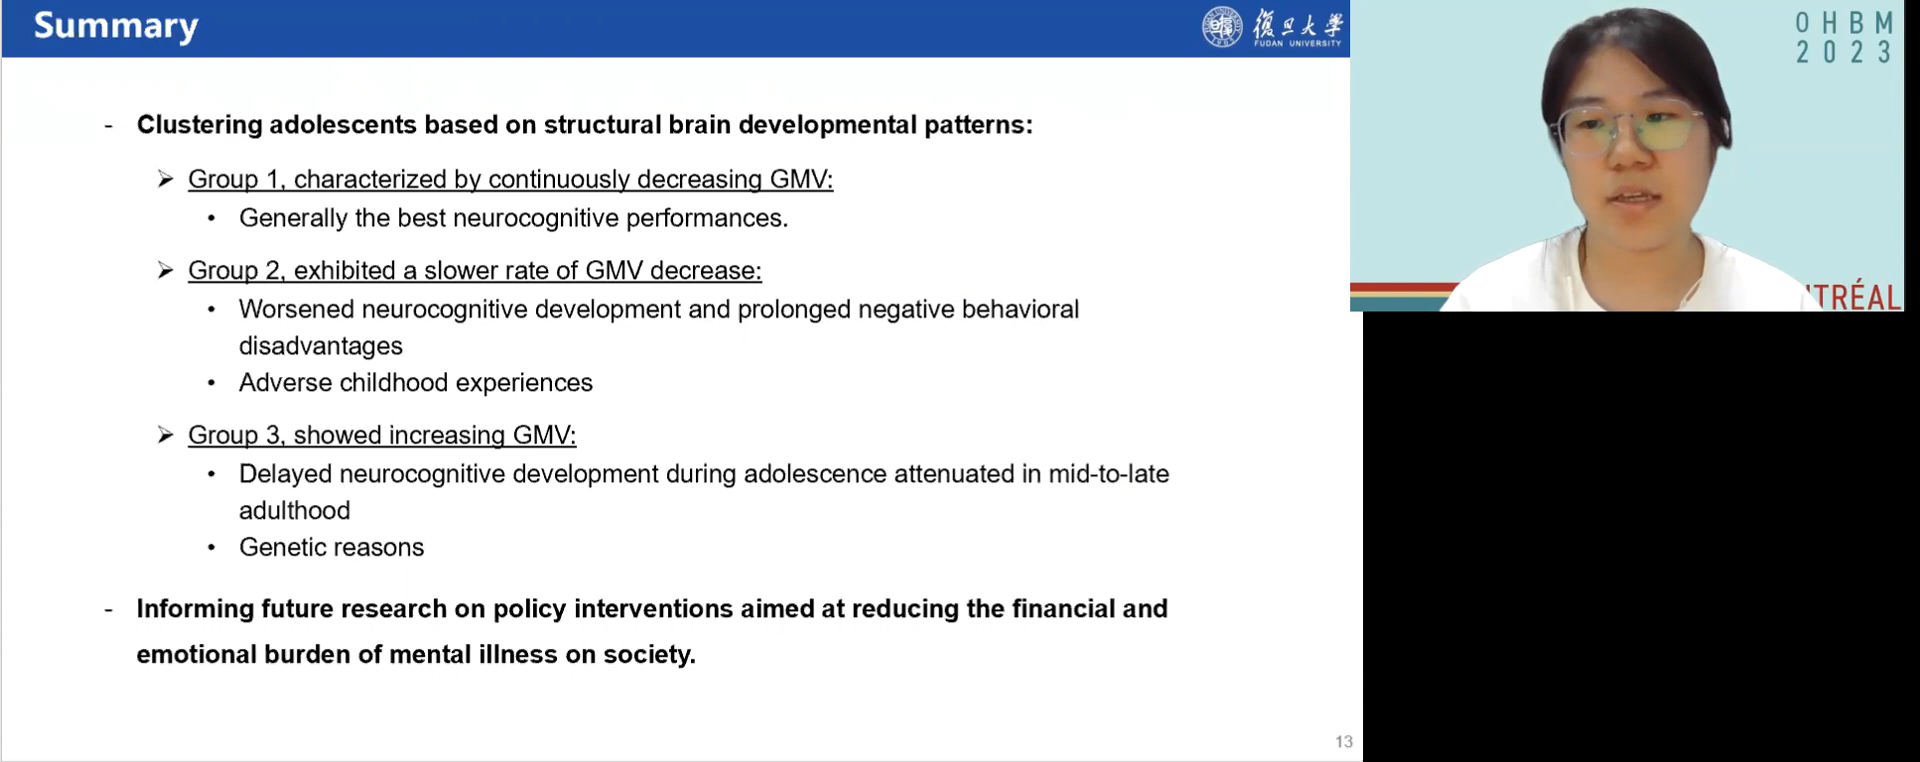 Summary
復旦大學
FUDAN UNIVERSITY
- Clustering adolescents based on structural brain developmental patterns:
➢ Group 1, characterized by continuously decreasing GMV:
• Generally the best neurocognitive performances.
➢ Group 2, exhibited a slower rate of GMV decrease:
• Worsened neurocognitive development and prolonged negative behavioral
disadvantages
• Adverse childhood experiences
➢ Group 3, showed increasing GMV:
• Delayed neurocognitive development during adolescence attenuated in mid-to-late
adulthood
• Genetic reasons
- Informing future research on policy interventions aimed at reducing the financial and
emotional burden of mental illness on society.
13
OHBM
2023
TRÉAL